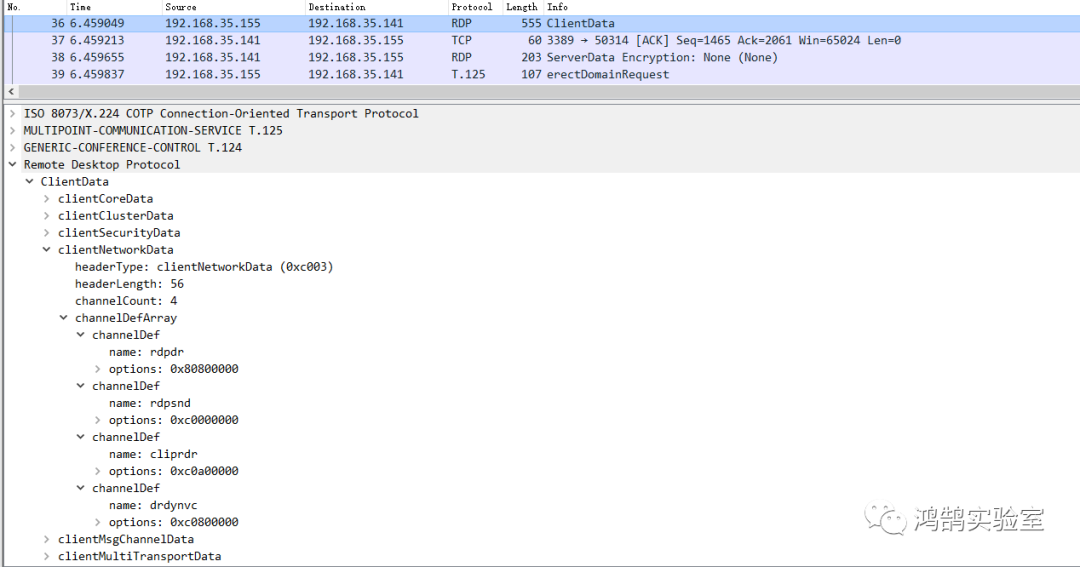 No. Time Source Destination Protocol Length Info
36 6.459049 192.168.35.155 192.168.35.141 RDP 555 ClientData
37 6.459213 192.168.35.141 192.168.35.155 TCP 60 3389 → 50314 [ACK] Seq=1465 Ack=2061 Win=65024 Len=0
38 6.459655 192.168.35.141 192.168.35.155 RDP 203 ServerData Encryption: None (None)
39 6.459837 192.168.35.155 192.168.35.141 T.125 107 erectDomainRequest
ISO 8073/X.224 COTP Connection-Oriented Transport Protocol
MULTIPOINT-COMMUNICATION-SERVICE T.125
GENERIC-CONFERENCE-CONTROL T.124
Remote Desktop Protocol
ClientData
clientCoreData
clientClusterData
clientSecurityData
clientNetworkData
headerType: clientNetworkData (0xc003)
headerLength: 56
channelCount: 4
channelDefArray
channelDef
name: rdpdr
options: 0x80800000
channelDef
name: rdpsnd
options: 0xc0000000
channelDef
name: cliprdr
options: 0xc0a00000
channelDef
name: drdynvc
options: 0xc0800000
clientMsgChannelData
clientMultiTransportData
鸿鹄实验室